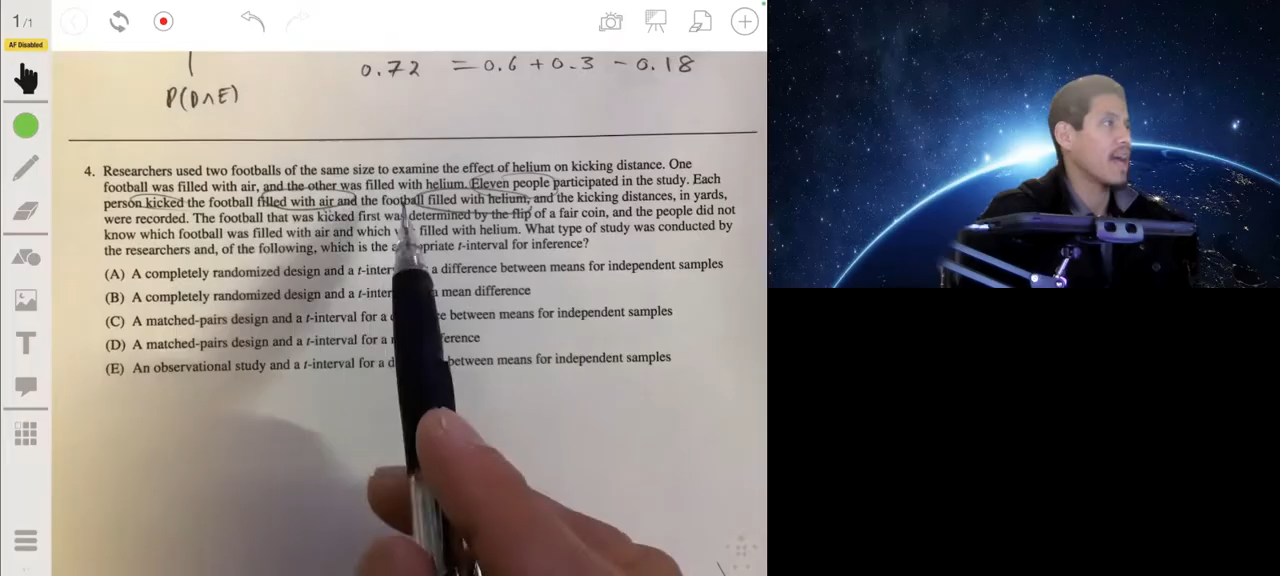 1/1
AF Disabled
P(D∧E)
0.72 = 0.6 + 0.3 - 0.18
4. Researchers used two footballs of the same size to examine the effect of helium on kicking distance. One
football was filled with air, and the other was filled with helium. Eleven people participated in the study. Each
person kicked the football filled with air and the football filled with helium, and the kicking distances, in yards,
were recorded. The football that was kicked first was determined by the flip of a fair coin, and the people did not
know which football was filled with air and which filled with helium. What type of study was conducted by
the researchers and, of the following, which is the t-interval for inference?
(A) A completely randomized design and a a difference between means for independent samples
(B) A completely randomized design and a mean difference
(C) A matched-pairs design and a t-interval for a between means for independent samples
(D) A matched-pairs design and a t-interval for a
(E) An observational study and a t-interval for a between means for independent samples
T